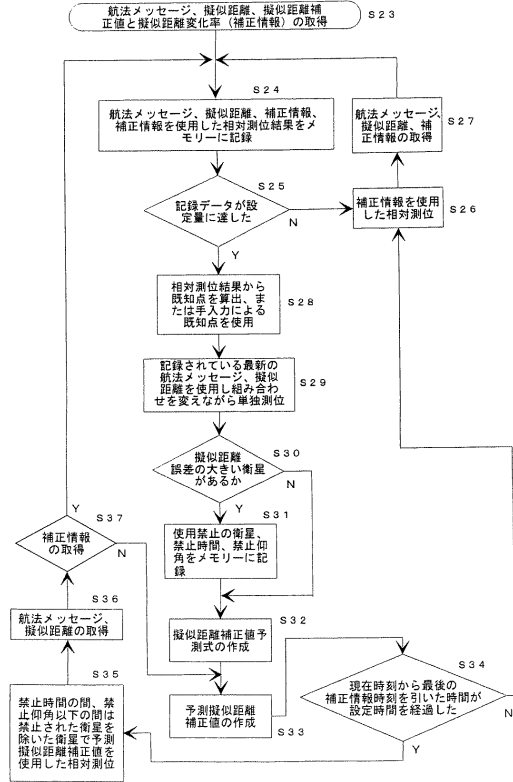 航法メッセージ、擬似距離、擬似距離補
正値と擬似距離変化率（補正情報）の取得
S23
S24
航法メッセージ、擬似距離、補正情報、
補正情報を使用した相対測位結果をメ
モリーに記録
航法メッセージ、
擬似距離、補
正情報の取得
S27
S25
記録データが設
定量に達した
N
Y
補正情報を使用
した相対測位
S26
相対測位結果から
既知点を算出、ま
たは手入力による
既知点を使用
S28
記録されている最新の
航法メッセージ、擬似
距離を使用し組み合わ
せを変えながら単独測位
S29
擬似距離
誤差の大きい衛星
があるか
S30
N
Y
S31
使用禁止の衛星、
禁止時間、禁止仰
角をメモリーに記
録
Y
S37
補正情報
の取得
N
S36
航法メッセージ、
擬似距離の取得
S32
擬似距離補正値予
測式の作成
S35
禁止時間の間、禁
止仰角以下の間は
禁止された衛星を
除いた衛星で予測
擬似距離補正値を
使用した相対測位
予測擬似距離
補正値の作成
S33
S34
現在時刻から最後の
補正情報時刻を引いた時間が
設定時間を経過した
N
Y